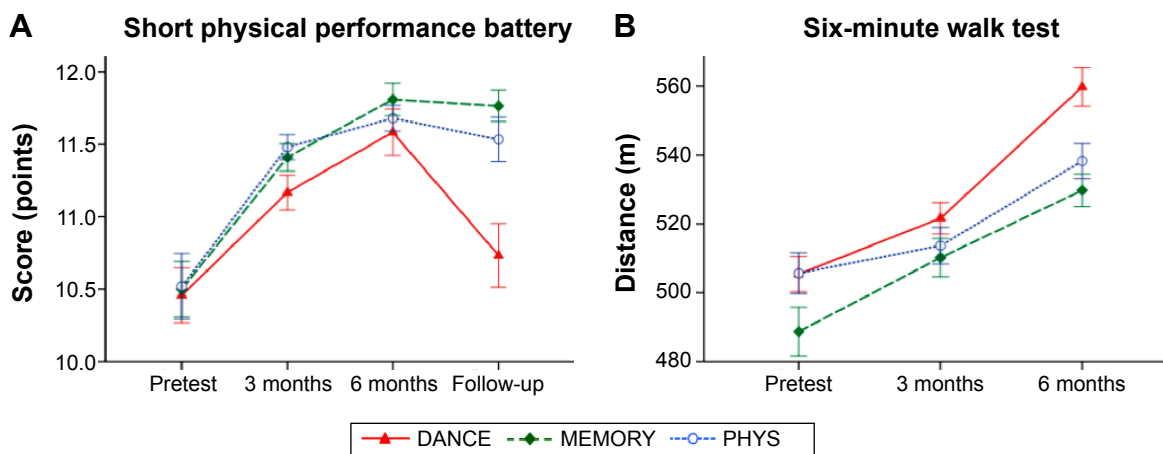 A Short physical performance battery
Score (points)
12.0
11.5
11.0
10.5
10.0
Pretest 3 months 6 months Follow-up
B Six-minute walk test
Distance (m)
560
540
520
500
480
Pretest 3 months 6 months
DANCE MEMORY PHYS